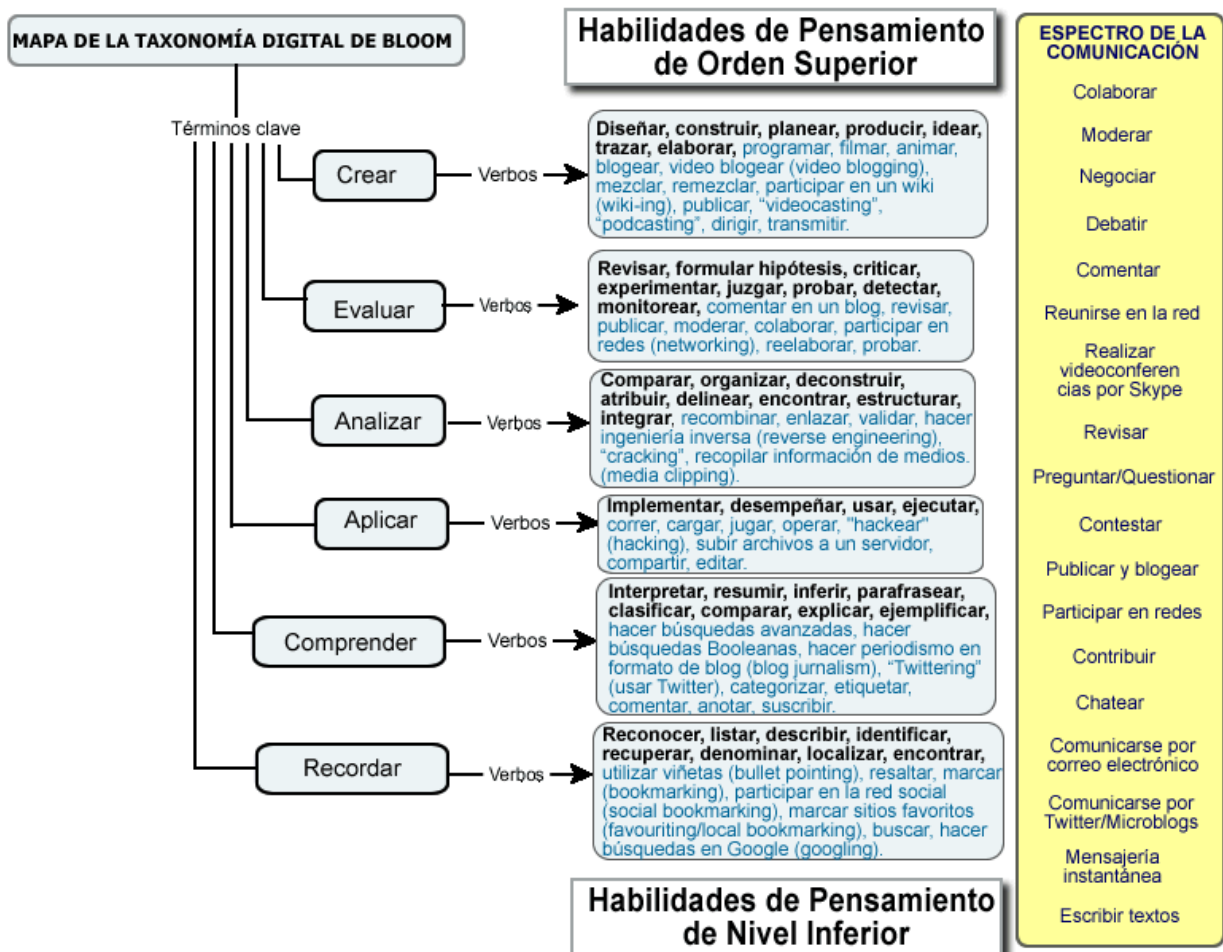 MAPA DE LA TAXONOMÍA DIGITAL DE BLOOM
Términos clave
Habilidades de Pensamiento
de Orden Superior
Crear
Verbos
Diseñar, construir, planear, producir, idear,
trazar, elaborar, programar, filmar, animar,
blogear, video blogear (video blogging),
mezclar, remezclar, participar en un wiki
(wiki-ing), publicar, “videocasting”,
“podcasting”, dirigir, transmitir.
Evaluar
Verbos
Revisar, formular hipótesis, criticar,
experimentar, juzgar, probar, detectar,
monitorear, comentar en un blog, revisar,
publicar, moderar, colaborar, participar en
redes (networking), reelaborar, probar.
Analizar
Verbos
Comparar, organizar, deconstruir,
atribuir, delinear, encontrar, estructurar,
integrar, recombinar, enlazar, validar, hacer
ingeniería inversa (reverse engineering),
“cracking”, recopilar información de medios.
(media clipping).
Aplicar
Verbos
Implementar, desempeñar, usar, ejecutar,
correr, cargar, jugar, operar, "hackear"
(hacking), subir archivos a un servidor,
compartir, editar.
Comprender
Verbos
Interpretar, resumir, inferir, parafrasear,
clasificar, comparar, explicar, ejemplificar,
hacer búsquedas avanzadas, hacer
búsquedas Booleanas, hacer periodismo en
formato de blog (blog jurnalism), “Twittering”
(usar Twitter), categorizar, etiquetar,
comentar, anotar, suscribir.
Recordar
Verbos
Reconocer, listar, describir, identificar,
recuperar, denominar, localizar, encontrar,
utilizar viñetas (bullet pointing), resaltar, marcar
(bookmarking), participar en la red social
(social bookmarking), marcar sitios favoritos
(favouriting/local bookmarking), buscar, hacer
búsquedas en Google (googling).
Habilidades de Pensamiento
de Nivel Inferior
ESPECTRO DE LA
COMUNICACIÓN
Colaborar
Moderar
Negociar
Debatir
Comentar
Reunirse en la red
Realizar
videoconferen
cias por Skype
Revisar
Preguntar/Questionar
Contestar
Publicar y blogear
Participar en redes
Contribuir
Chatear
Comunicarse por
correo electrónico
Comunicarse por
Twitter/Microblogs
Mensajería
instantánea
Escribir textos